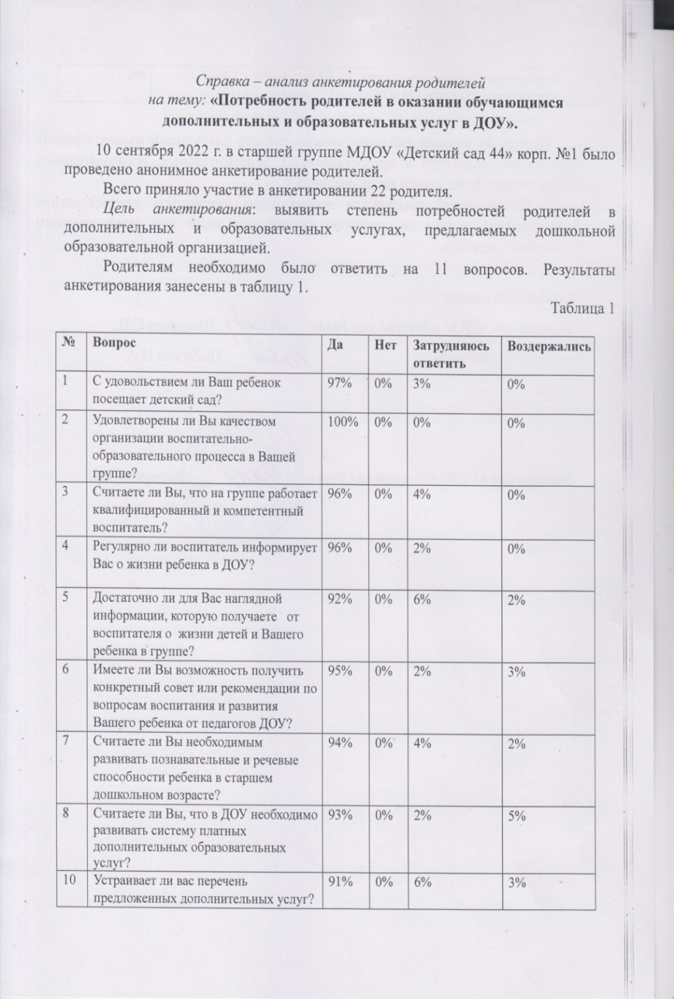 Справка – анализ анкетирования родителей
на тему: «Потребность родителей в оказании обучающимся
дополнительных и образовательных услуг в ДОУ».
10 сентября 2022 г. в старшей группе МДОУ «Детский сад 44» корп. №1 было
проведено анонимное анкетирование родителей.
Всего приняло участие в анкетировании 22 родителя.
Цель анкетирования: выявить степень потребностей родителей в
дополнительных и образовательных услугах, предлагаемых дошкольной
образовательной организацией.
Родителям необходимо было ответить на 11 вопросов. Результаты
анкетирования занесены в таблицу 1.
Таблица 1
№ Вопрос Да Нет Затрудняюсь Воздержались
ответить
1 С удовольствием ли Ваш ребенок 97% 0% 3% 0%
посещает детский сад?
2 Удовлетворены ли Вы качеством 100% 0% 0% 0%
организации воспитательно-
образовательного процесса в Вашей
группе?
3 Считаете ли Вы, что на группе работает 96% 0% 4% 0%
квалифицированный и компетентный
воспитатель?
4 Регулярно ли воспитатель информирует 96% 0% 2% 0%
Вас о жизни ребенка в ДОУ?
5 Достаточно ли для Вас наглядной 92% 0% 6% 2%
информации, которую получаете от
воспитателя о жизни детей и Вашего
ребенка в группе?
6 Имеете ли Вы возможность получить 95% 0% 2% 3%
конкретный совет или рекомендации по
вопросам воспитания и развития
Вашего ребенка от педагогов ДОУ?
7 Считаете ли Вы необходимым 94% 0% 4% 2%
развивать познавательные и речевые
способности ребенка в старшем
дошкольном возрасте?
8 Считаете ли Вы, что в ДОУ необходимо 93% 0% 2% 5%
развивать систему платных
дополнительных образовательных
услуг?
10 Устраивает ли вас перечень 91% 0% 6% 3%
предложенных дополнительных услуг?